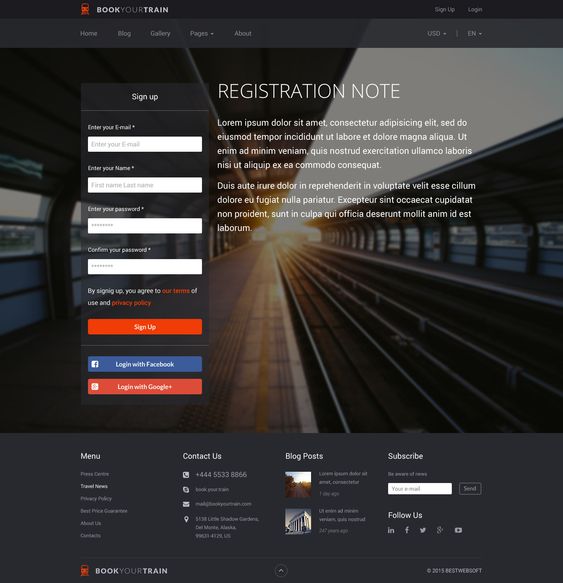 BOOKYOURTRAIN
Sign Up
Login
Home
Blog
Gallery
Pages
About
USD
EN
Sign up
Enter your E-mail *
Enter your E-mail
Enter your Name *
First name Last name
Enter your password *
********
Confirm your password *
********
By signig up, you agree to our terms of
use and privacy policy
Sign Up
Login with Facebook
Login with Google+
REGISTRATION NOTE
Lorem ipsum dolor sit amet, consectetur adipisicing elit, sed do
eiusmod tempor incididunt ut labore et dolore magna aliqua. Ut
enim ad minim veniam, quis nostrud exercitation ullamco laboris
nisi ut aliquip ex ea commodo consequat.
Duis aute irure dolor in reprehenderit in voluptate velit esse cillum
dolore eu fugiat nulla pariatur. Excepteur sint occaecat cupidatat
non proident, sunt in culpa qui officia deserunt mollit anim id est
laborum.
Menu
Press Centre
Travel News
Privacy Policy
Best Price Guarantee
About Us
Contacts
Contact Us
+444 5533 8866
book.your.train
mail@bookyourtrain.com
5138 Little Shadow Gardens,
Del Monte, Alaska,
99631-4129, US
Blog Posts
Lorem ipsum dolor sit
amet, consectetur
1 day ago
Ut enim ad minim
veniam, quis nostrud
247 years ago
Subscribe
Be aware of news
Your e-mail
Send
Follow Us
BOOKYOURTRAIN
© 2015 BESTWEBSOFT